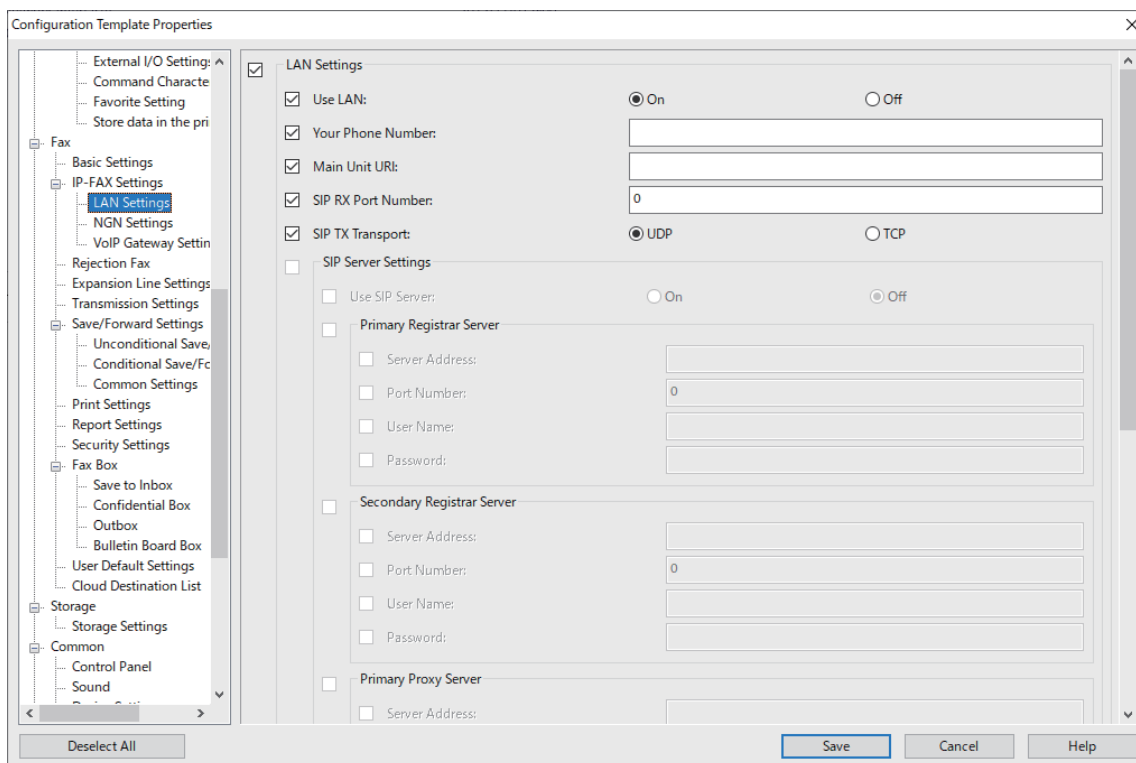 Configuration Template Properties
External I/O Setting
Command Characte
Favorite Setting
Store data in the pri
Fax
Basic Settings
IP-FAX Settings
LAN Settings
NGN Settings
VoIP Gateway Settin
Rejection Fax
Expansion Line Settings
Transmission Settings
Save/Forward Settings
Unconditional Save/
Conditional Save/Fc
Common Settings
Print Settings
Report Settings
Security Settings
Fax Box
Save to Inbox
Confidential Box
Outbox
Bulletin Board Box
User Default Settings
Cloud Destination List
Storage
Storage Settings
Common
Control Panel
Sound
LAN Settings
Use LAN: On Off
Your Phone Number:
Main Unit URI:
SIP RX Port Number: 0
SIP TX Transport: UDP TCP
SIP Server Settings
Use SIP Server: On Off
Primary Registrar Server
Server Address:
Port Number: 0
User Name:
Password:
Secondary Registrar Server
Server Address:
Port Number: 0
User Name:
Password:
Primary Proxy Server
Server Address:
Deselect All Save Cancel Help